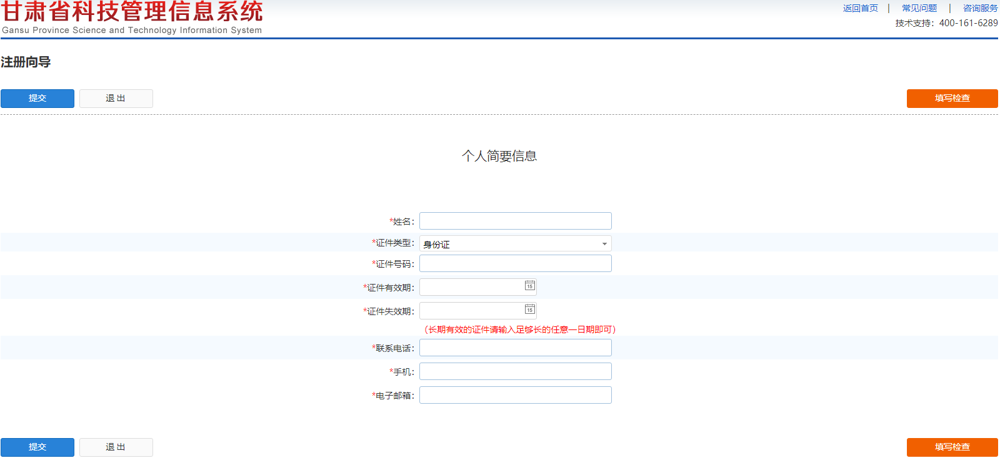 甘肃省科技管理信息系统
Gansu Province Science and Technology Information System
返回首页 | 常见问题 | 咨询服务
技术支持：400-161-6289
注册向导
提交 退 出 填写检查
个人简要信息
*姓名：
*证件类型： 身份证
*证件号码：
*证件有效期： 15
*证件失效期： 15
（长期有效的证件请输入足够长的任意一日期即可）
*联系电话：
*手机：
*电子邮箱：
提交 退 出 填写检查